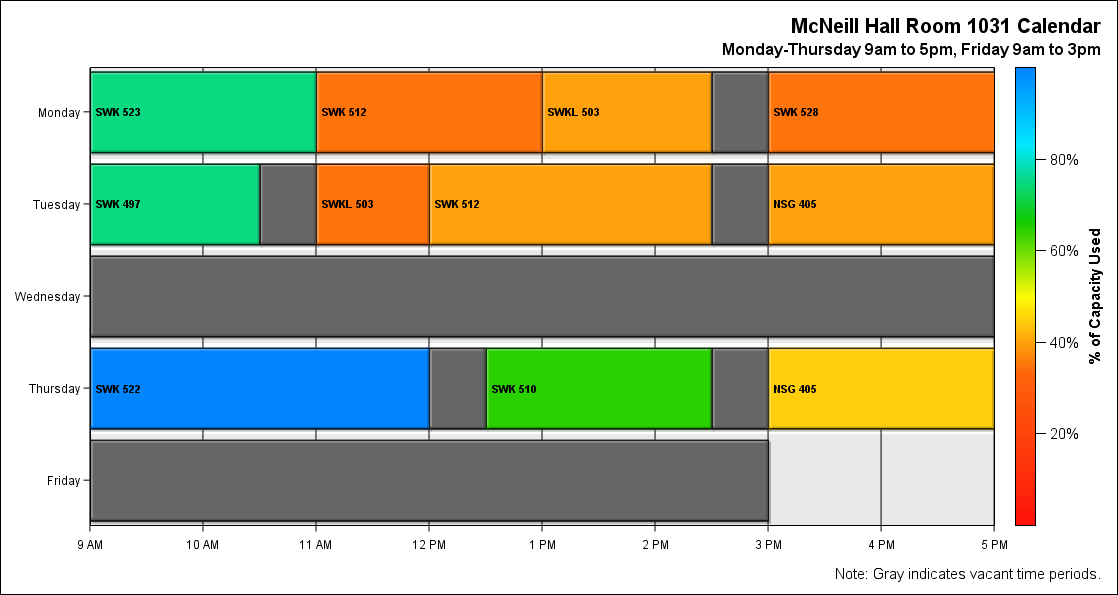 McNeill Hall Room 1031 Calendar
Monday-Thursday 9am to 5pm, Friday 9am to 3pm
Monday
SWK 523
SWK 512
SWKL 503
SWK 528
Tuesday
SWK 497
SWKL 503
SWK 512
NSG 405
Wednesday
Thursday
SWK 522
SWK 510
NSG 405
Friday
9 AM
10 AM
11 AM
12 PM
1 PM
2 PM
3 PM
4 PM
5 PM
80%
60%
40%
20%
% of Capacity Used
Note: Gray indicates vacant time periods.